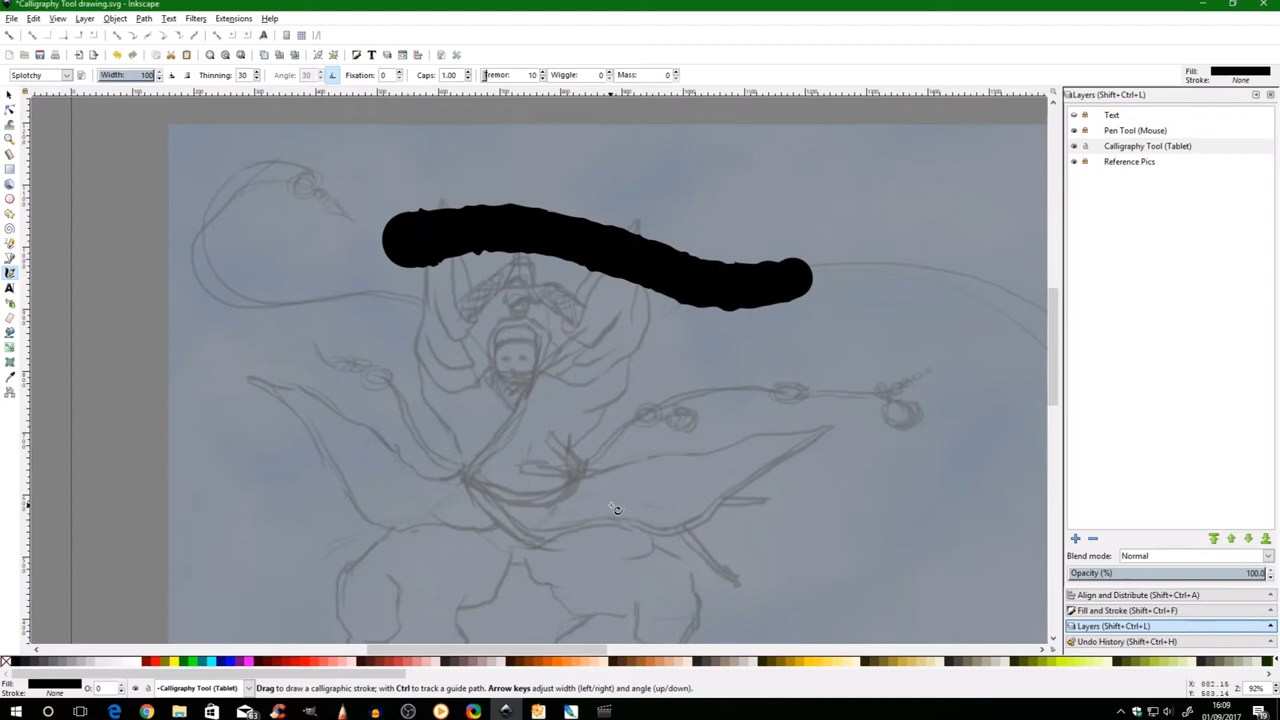 *Calligraphy Tool drawing.svg - Inkscape
File Edit View Layer Object Path Text Filters Extensions Help
Splotchy Width: 100 Thinning: 30 Angle: 30 Fixation: 0 Caps: 1.00 Tremor: 10 Wiggle: 0 Mass: 0 Fill: Stroke: None
Layers (Shift+Ctrl+L)
Text
Pen Tool (Mouse)
Calligraphy Tool (Tablet)
Reference Pics
Blend mode: Normal
Opacity (%) 100.0
Align and Distribute (Shift+Ctrl+A)
Fill and Stroke (Shift+Ctrl+F)
Layers (Shift+Ctrl+L)
Undo History (Shift+Ctrl+H)
Fill: Stroke: None O: 0 •Calligraphy Tool (Tablet) Drag to draw a calligraphic stroke; with Ctrl to track a guide path. Arrow keys adjust width (left/right) and angle (up/down). X: 882.15 Y: 583.14 Z: 92%
16:09
01/09/2017